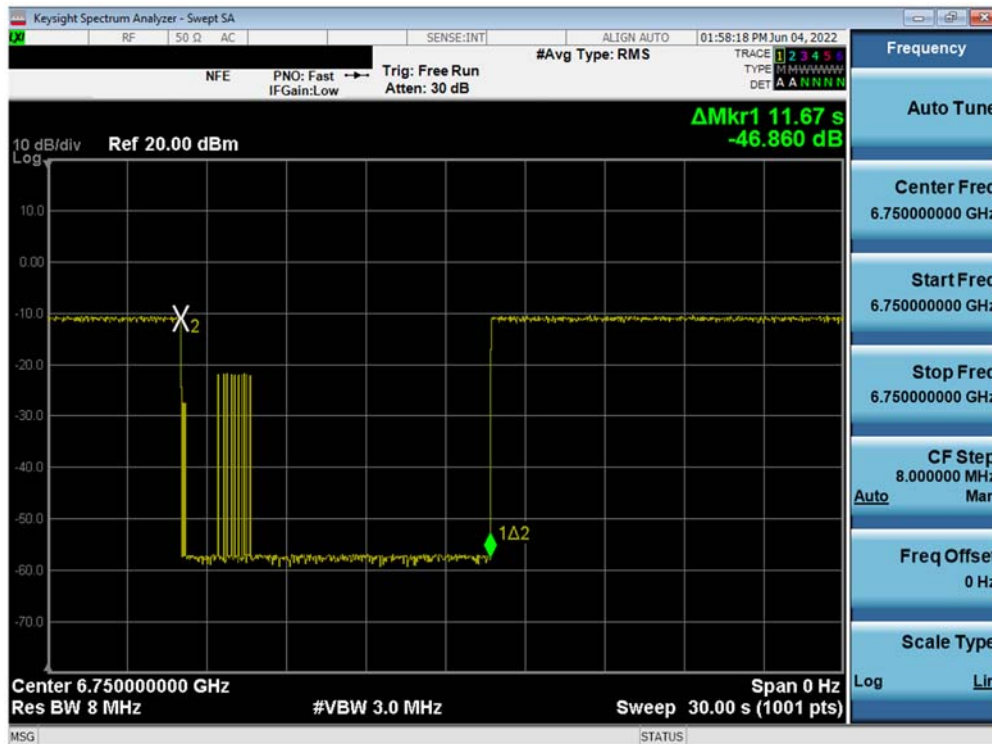 Keysight Spectrum Analyzer - Swept SA
LXI RF 50 Ω AC SENSE:INT ALIGN AUTO 01:58:18 PM Jun 04, 2022
NFE PNO: Fast Trig: Free Run #Avg Type: RMS TRACE 1 2 3 4 5 6
IFGain:Low Atten: 30 dB TYPE M M W W W W
DET A A N N N N
ΔMkr1 11.67 s
-46.860 dB
10 dB/div Ref 20.00 dBm
Log
10.0
0.00
-10.0
-20.0
-30.0
-40.0
-50.0
-60.0
-70.0
2
1Δ2
Center 6.750000000 GHz Span 0 Hz
Res BW 8 MHz #VBW 3.0 MHz Sweep 30.00 s (1001 pts)
MSG STATUS
Frequency
Auto Tune
Center Freq
6.750000000 GHz
Start Freq
6.750000000 GHz
Stop Freq
6.750000000 GHz
CF Step
8.000000 MHz
Auto Man
Freq Offset
0 Hz
Scale Type
Log Lin